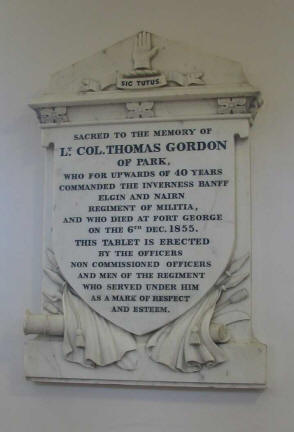 SIC TUTUS.
SACRED TO THE MEMORY OF
LT. COL. THOMAS GORDON
OF PARK,
WHO FOR UPWARDS OF 40 YEARS
COMMANDED THE INVERNESS BANFF
ELGIN AND NAIRN
REGIMENT OF MILITIA,
AND WHO DIED AT FORT GEORGE
ON THE 6TH DEC. 1855.
THIS TABLET IS ERECTED
BY THE OFFICERS
NON COMMISSIONED OFFICERS
AND MEN OF THE REGIMENT
WHO SERVED UNDER HIM
AS A MARK OF RESPECT
AND ESTEEM.